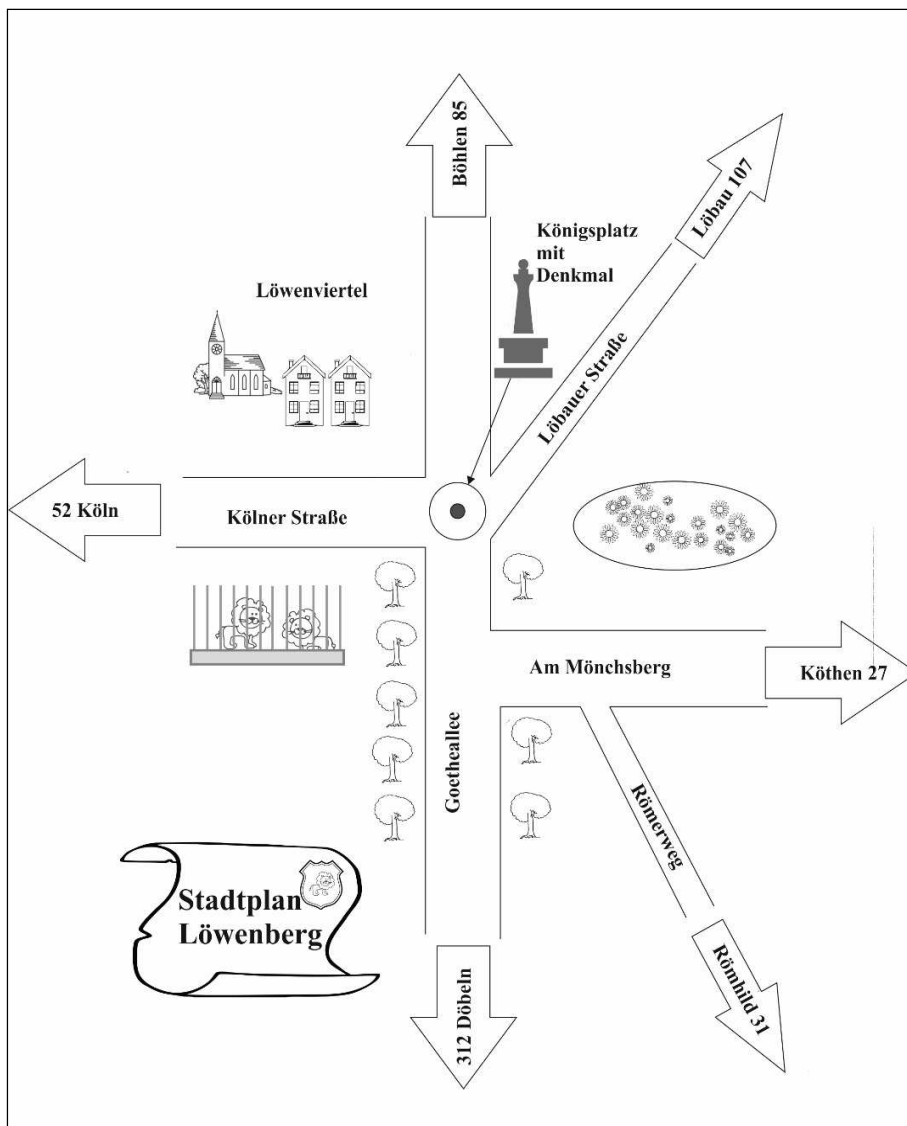 Böhlen 85
Löbau 107
Königsplatz
mit
Denkmal
Löwenviertel
Löbauer Straße
52 Köln
Kölner Straße
Am Mönchsberg
Köthen 27
Goetheallee
Römerweg
Stadtplan
Löwenberg
312 Döbeln
Römhild 31